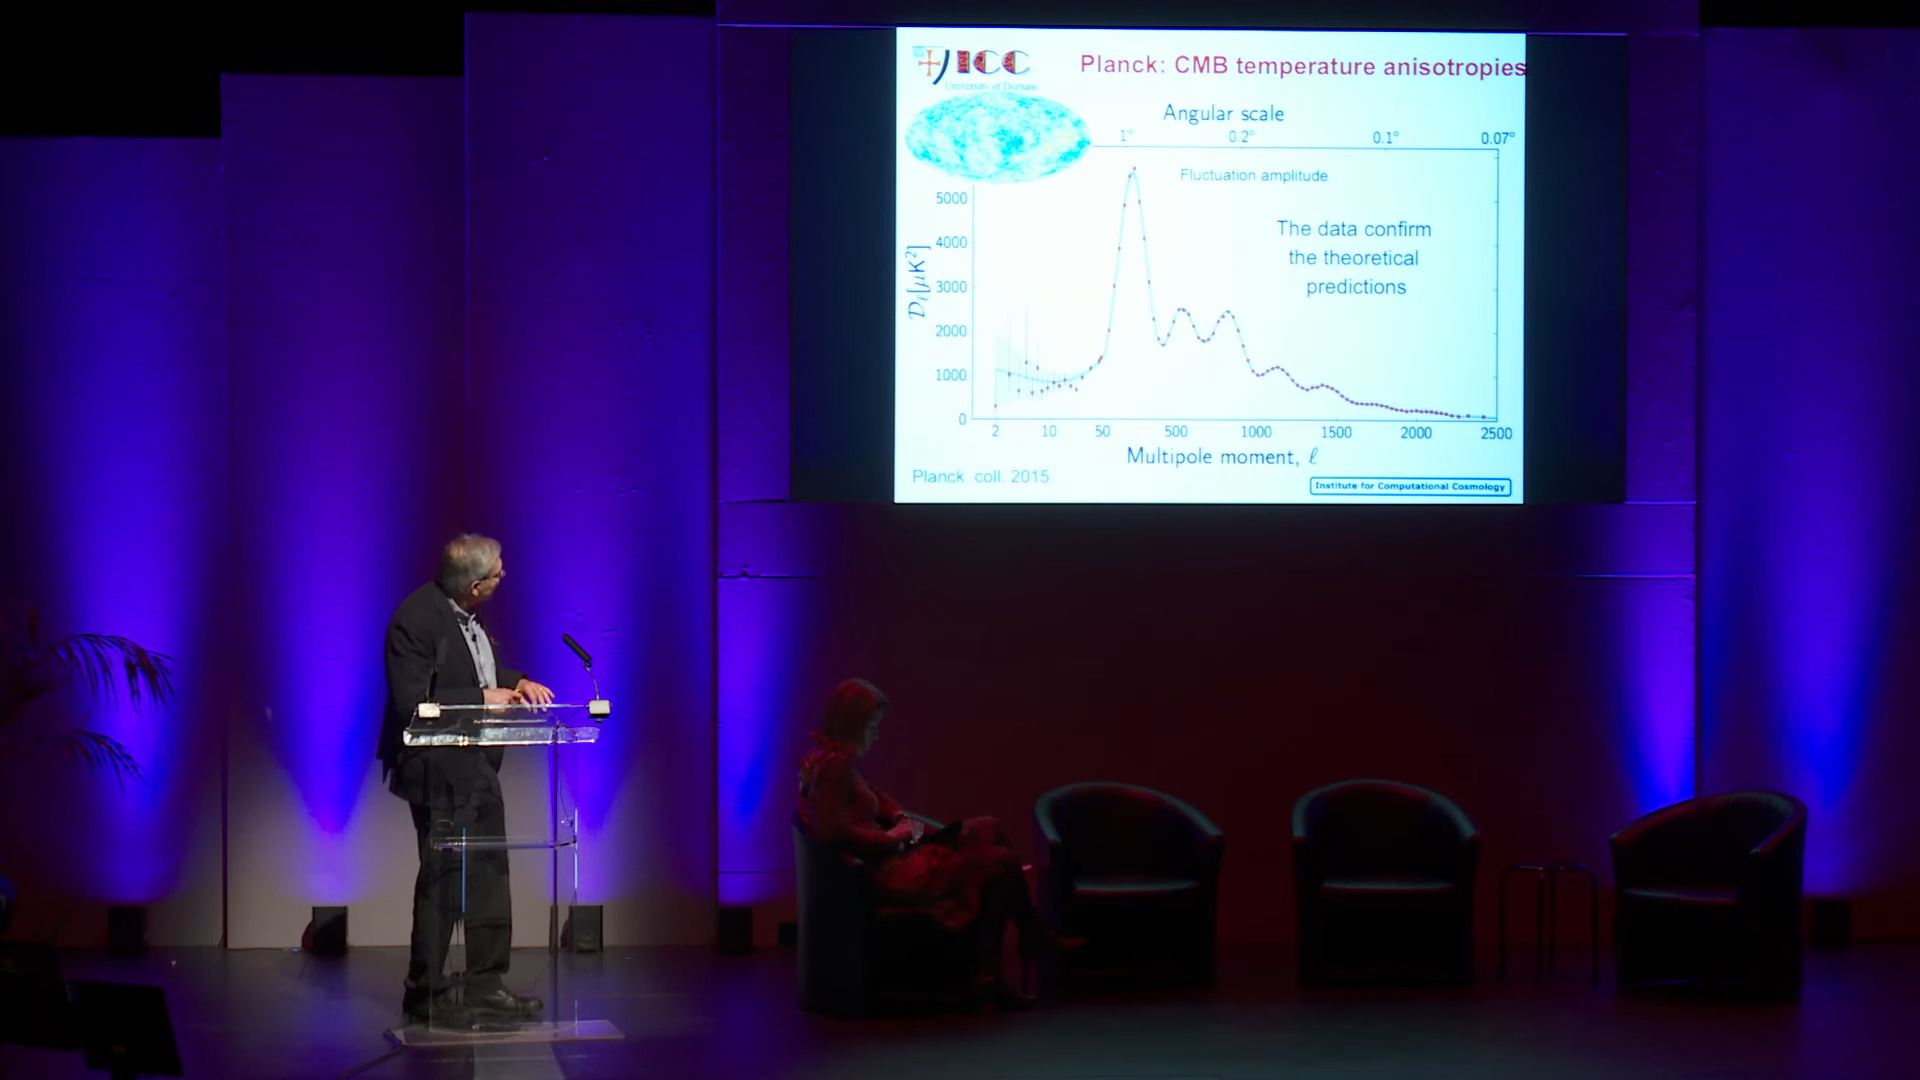 ICC
University of Durham
Planck: CMB temperature anisotropies
Angular scale
1° 0.2° 0.1° 0.07°
Fluctuation amplitude
The data confirm
the theoretical
predictions
5000
4000
3000
2000
1000
0
𝒟ℓ[μK²]
2 10 50 500 1000 1500 2000 2500
Multipole moment, ℓ
Planck coll. 2015
Institute for Computational Cosmology